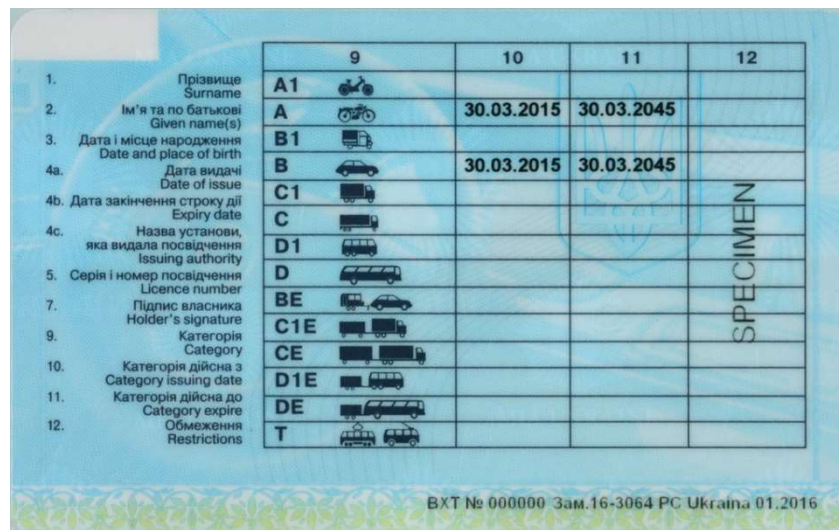 1. Прізвище
Surname
2. Ім'я та по батькові
Given name(s)
3. Дата і місце народження
Date and place of birth
4a. Дата видачі
Date of issue
4b. Дата закінчення строку дії
Expiry date
4c. Назва установи,
яка видала посвідчення
Issuing authority
5. Серія і номер посвідчення
Licence number
7. Підпис власника
Holder's signature
9. Категорія
Category
10. Категорія дійсна з
Category issuing date
11. Категорія дійсна до
Category expire
12. Обмеження
Restrictions
9 10 11 12
A1
A 30.03.2015 30.03.2045
B1
B 30.03.2015 30.03.2045
C1
C
D1
D
BE
C1E
CE
D1E
DE
T
SPECIMEN
ВХТ № 000000 Зам.16-3064 PC Ukraina 01.2016